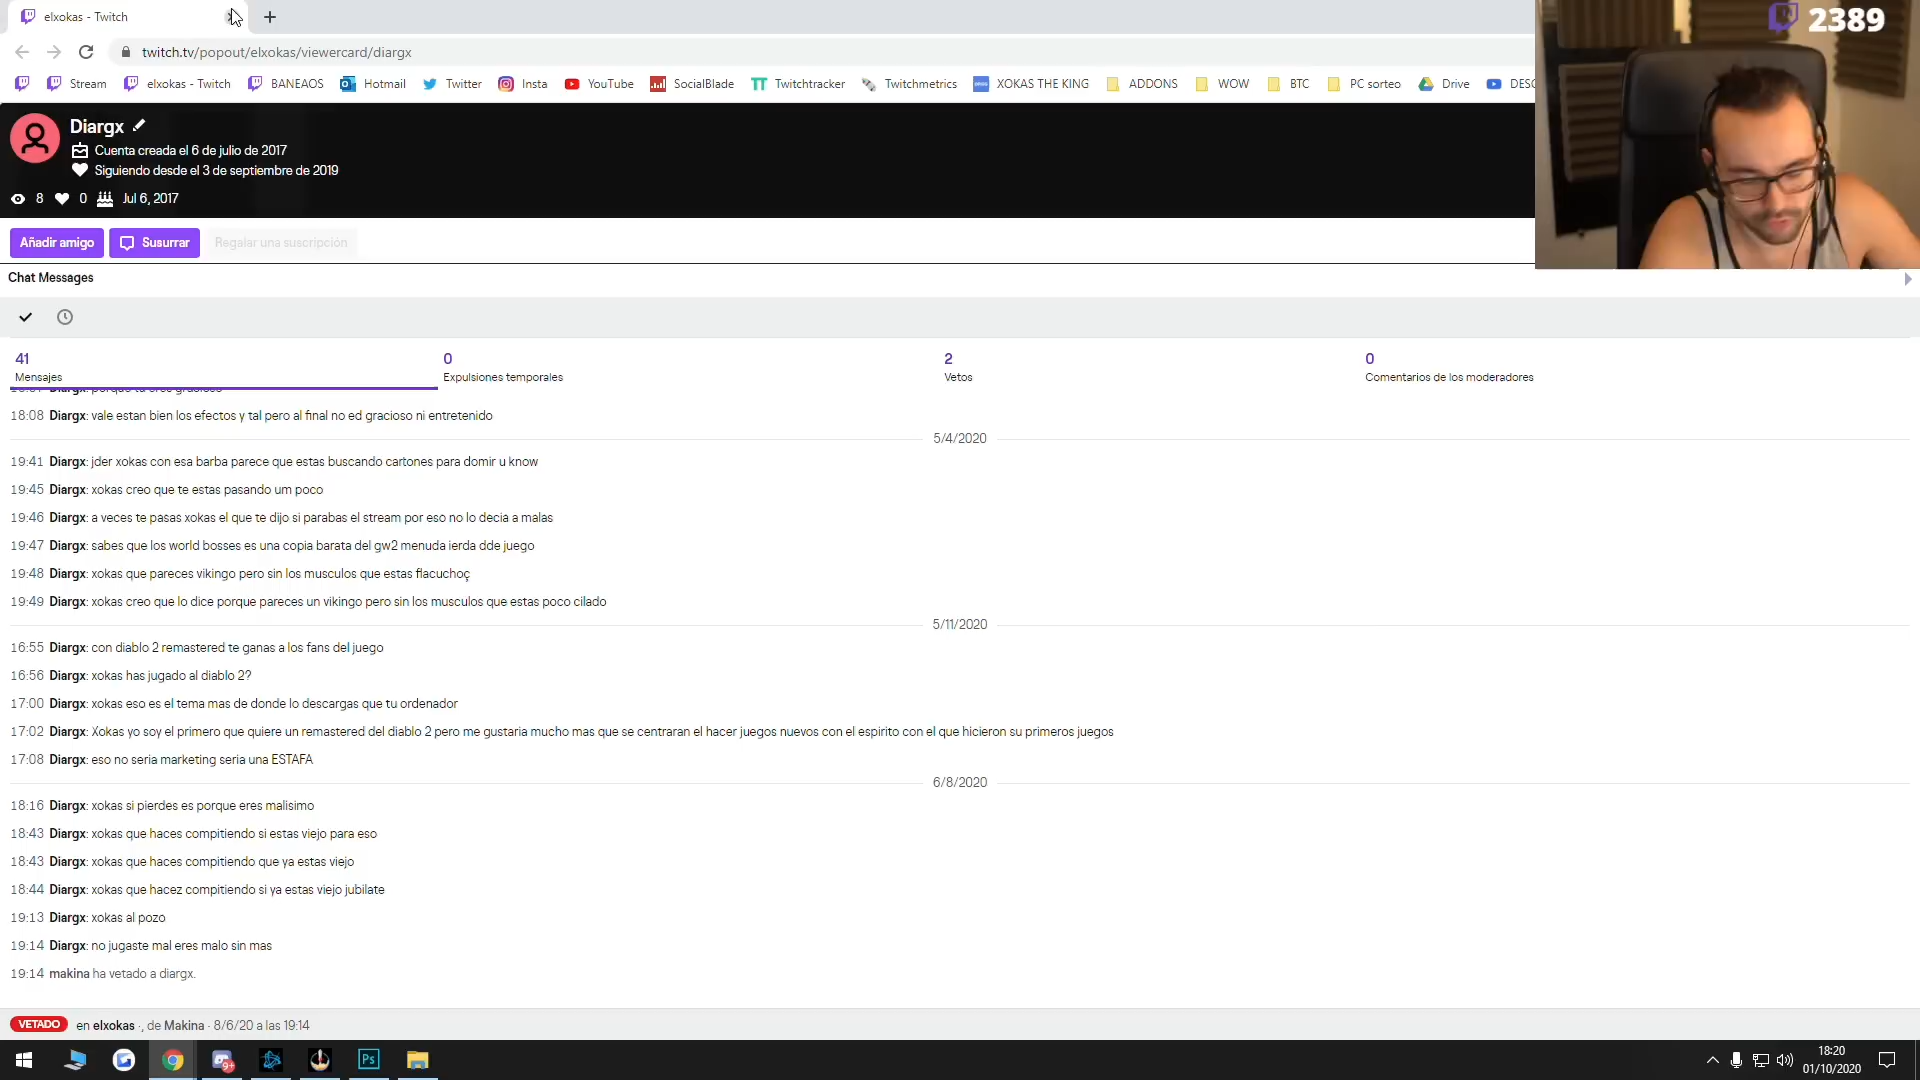 elxokas - Twitch
2389
twitch.tv/popout/elxokas/viewercard/diargx
Stream elxokas - Twitch BANEAOS Hotmail Twitter Insta YouTube SocialBlade Twitchtracker Twitchmetrics XOKAS THE KING ADDONS WOW BTC PC sorteo Drive DESC
Diargx
Cuenta creada el 6 de julio de 2017
Siguiendo desde el 3 de septiembre de 2019
8 0 Jul 6, 2017
Añadir amigo Susurrar Regalar una suscripción
Chat Messages
41 0 2 0
Mensajes Expulsiones temporales Vetos Comentarios de los moderadores
18:08 Diargx: vale estan bien los efectos y tal pero al final no ed gracioso ni entretenido
5/4/2020
19:41 Diargx: jder xokas con esa barba parece que estas buscando cartones para domir u know
19:45 Diargx: xokas creo que te estas pasando um poco
19:46 Diargx: a veces te pasas xokas el que te dijo si parabas el stream por eso no lo decia a malas
19:47 Diargx: sabes que los world bosses es una copia barata del gw2 menuda ierda dde juego
19:48 Diargx: xokas que pareces vikingo pero sin los musculos que estas flacuchoç
19:49 Diargx: xokas creo que lo dice porque pareces un vikingo pero sin los musculos que estas poco cilado
5/11/2020
16:55 Diargx: con diablo 2 remastered te ganas a los fans del juego
16:56 Diargx: xokas has jugado al diablo 2?
17:00 Diargx: xokas eso es el tema mas de donde lo descargas que tu ordenador
17:02 Diargx: Xokas yo soy el primero que quiere un remastered del diablo 2 pero me gustaria mucho mas que se centraran el hacer juegos nuevos con el espirito con el que hicieron su primeros juegos
17:08 Diargx: eso no seria marketing seria una ESTAFA
6/8/2020
18:16 Diargx: xokas si pierdes es porque eres malisimo
18:43 Diargx: xokas que haces compitiendo si estas viejo para eso
18:43 Diargx: xokas que haces compitiendo que ya estas viejo
18:44 Diargx: xokas que hacez compitiendo si ya estas viejo jubilate
19:13 Diargx: xokas al pozo
19:14 Diargx: no jugaste mal eres malo sin mas
19:14 makina ha vetado a diargx.
VETADO en elxokas ·, de Makina · 8/6/20 a las 19:14
9+ Ps
18:20
01/10/2020